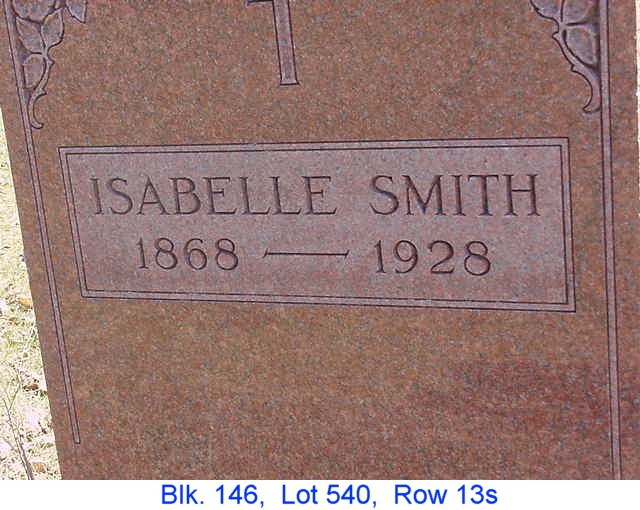 ISABELLE SMITH
1868 — 1928
Blk. 146, Lot 540, Row 13s